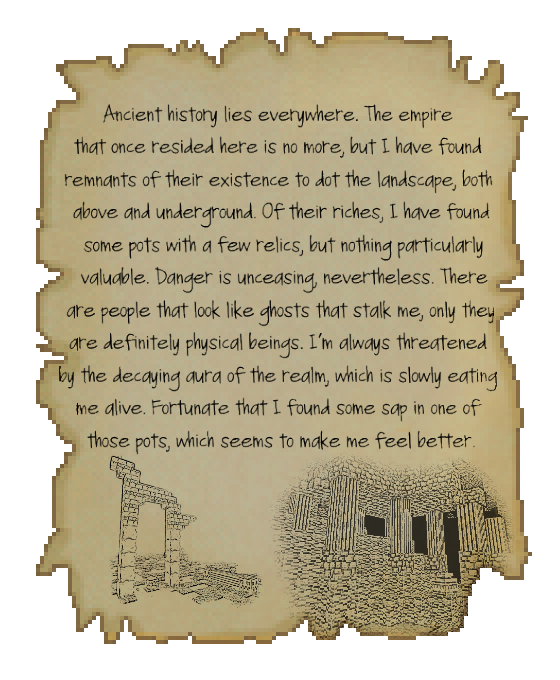 Ancient history lies everywhere. The empire
that once resided here is no more, but I have found
remnants of their existence to dot the landscape, both
above and underground. Of their riches, I have found
some pots with a few relics, but nothing particularly
valuable. Danger is unceasing, nevertheless. There
are people that look like ghosts that stalk me, only they
are definitely physical beings. I'm always threatened
by the decaying aura of the realm, which is slowly eating
me alive. Fortunate that I found some sap in one of
those pots, which seems to make me feel better.